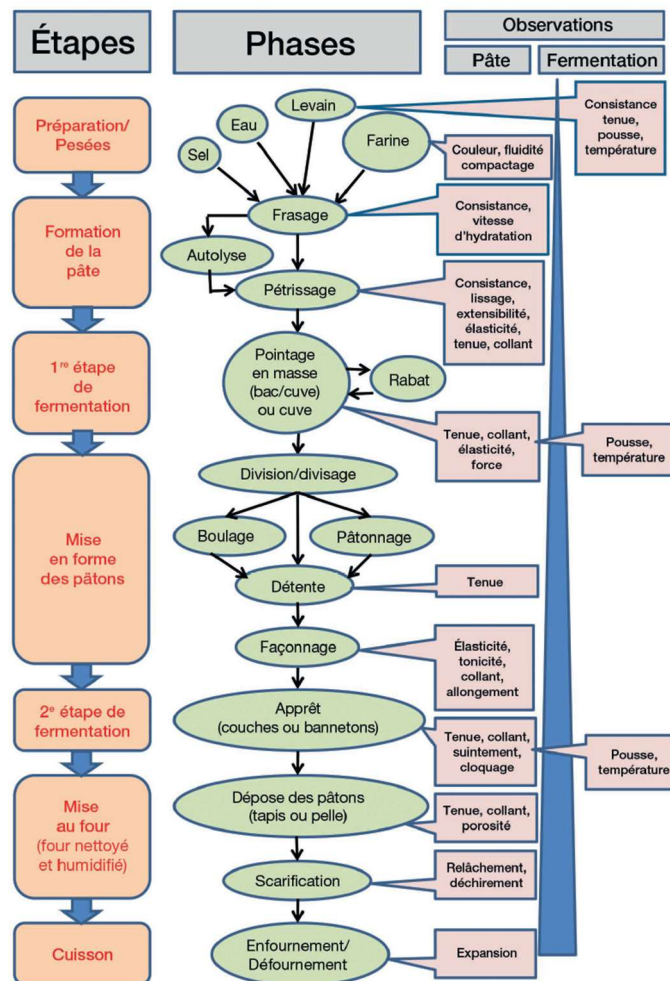 Étapes
Phases
Observations
Pâte
Fermentation
Préparation/
Pesées
Sel
Eau
Levain
Farine
Couleur, fluidité
compactage
Consistance
tenue,
pousse,
température
Formation
de la
pâte
Frasage
Consistance,
vitesse
d'hydratation
Autolyse
Pétrissage
Consistance,
lissage,
extensibilité,
élasticité,
tenue, collant
1re étape
de
fermentation
Pointage
en masse
(bac/cuve)
ou cuve
Rabat
Tenue, collant,
élasticité,
force
Pousse,
température
Mise
en forme
des pâtons
Division/divisage
Boulage
Pâtonnage
Détente
Tenue
Façonnage
Élasticité,
tonicité,
collant,
allongement
2e étape de
fermentation
Apprêt
(couches ou bannetons)
Tenue, collant,
suintement,
cloquage
Pousse,
température
Mise
au four
(four nettoyé
et humidifié)
Dépose des pâtons
(tapis ou pelle)
Tenue, collant,
porosité
Scarification
Relâchement,
déchirement
Cuisson
Enfournement/
Défournement
Expansion